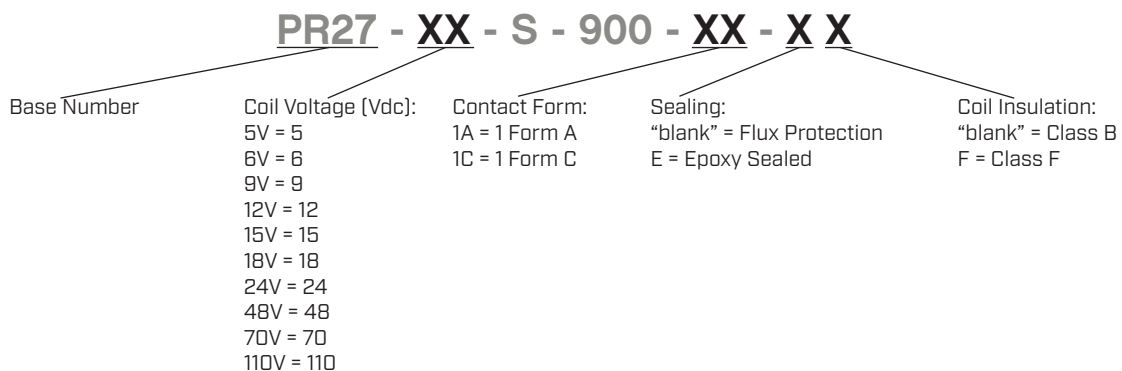 PR27 - XX - S - 900 - XX - X X
Base Number
Coil Voltage (Vdc):
5V = 5
6V = 6
9V = 9
12V = 12
15V = 15
18V = 18
24V = 24
48V = 48
70V = 70
110V = 110
Contact Form:
1A = 1 Form A
1C = 1 Form C
Sealing:
“blank” = Flux Protection
E = Epoxy Sealed
Coil Insulation:
“blank” = Class B
F = Class F